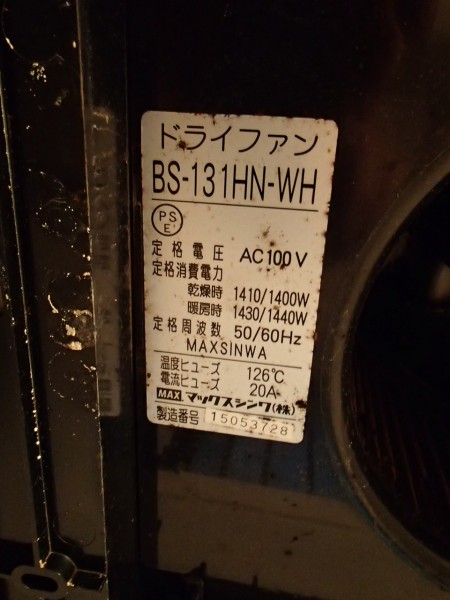 ドライファン
BS-131HN-WH
PS
E
定格電圧 AC100V
定格消費電力
乾燥時 1410/1400W
暖房時 1430/1440W
定格周波数 50/60Hz
MAXSINWA
温度ヒューズ 126℃
電流ヒューズ 20A
MAX マックスシンワ(株)
製造番号 15053728